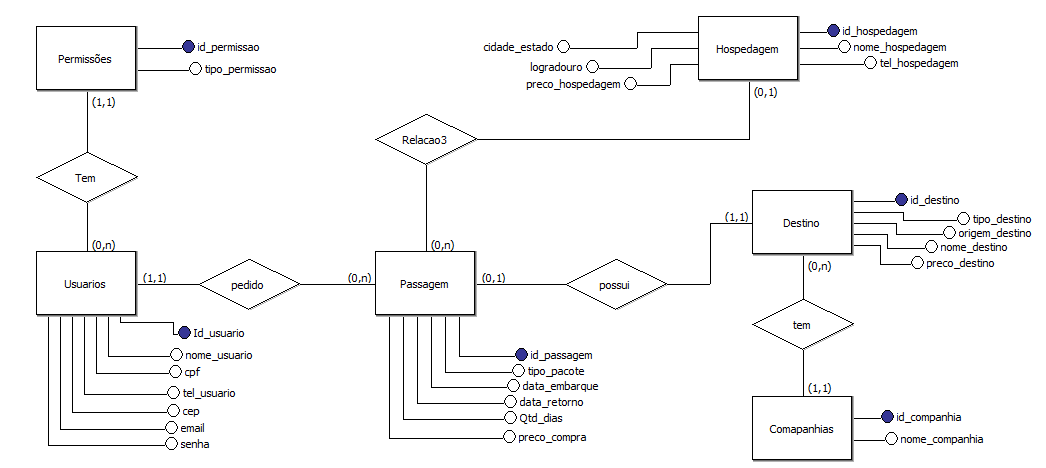 Permissões
id_permissao
tipo_permissao
(1,1)
Tem
(0,n)
Usuarios
(1,1)
Id_usuario
nome_usuario
cpf
tel_usuario
cep
email
senha
pedido
(0,n)
Hospedagem
cidade_estado
logradouro
preco_hospedagem
id_hospedagem
nome_hospedagem
tel_hospedagem
(0,1)
Relacao3
(0,n)
Passagem
(0,1)
id_passagem
tipo_pacote
data_embarque
data_retorno
Qtd_dias
preco_compra
possui
(1,1)
Destino
id_destino
tipo_destino
origem_destino
nome_destino
preco_destino
(0,n)
tem
(1,1)
Comapanhias
id_companhia
nome_companhia